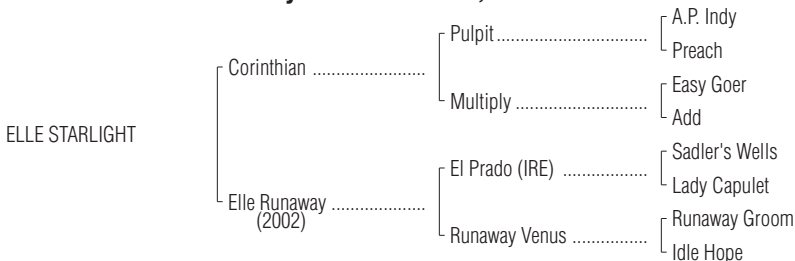 A.P. Indy
Pulpit ................................
Preach
Corinthian ........................
Easy Goer
Multiply ............................
Add
ELLE STARLIGHT
Sadler's Wells
El Prado (IRE) ..................
Lady Capulet
Elle Runaway ....................
(2002)
Runaway Groom
Runaway Venus ................
Idle Hope